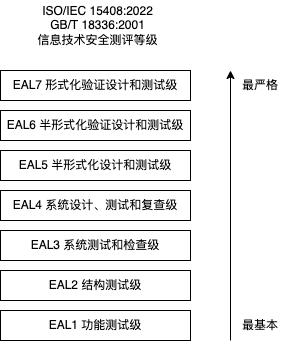 ISO/IEC 15408:2022
GB/T 18336:2001
信息技术安全测评等级
EAL7 形式化验证设计和测试级
最严格
EAL6 半形式化验证设计和测试级
EAL5 半形式化设计和测试级
EAL4 系统设计、测试和复查级
EAL3 系统测试和检查级
EAL2 结构测试级
EAL1 功能测试级
最基本